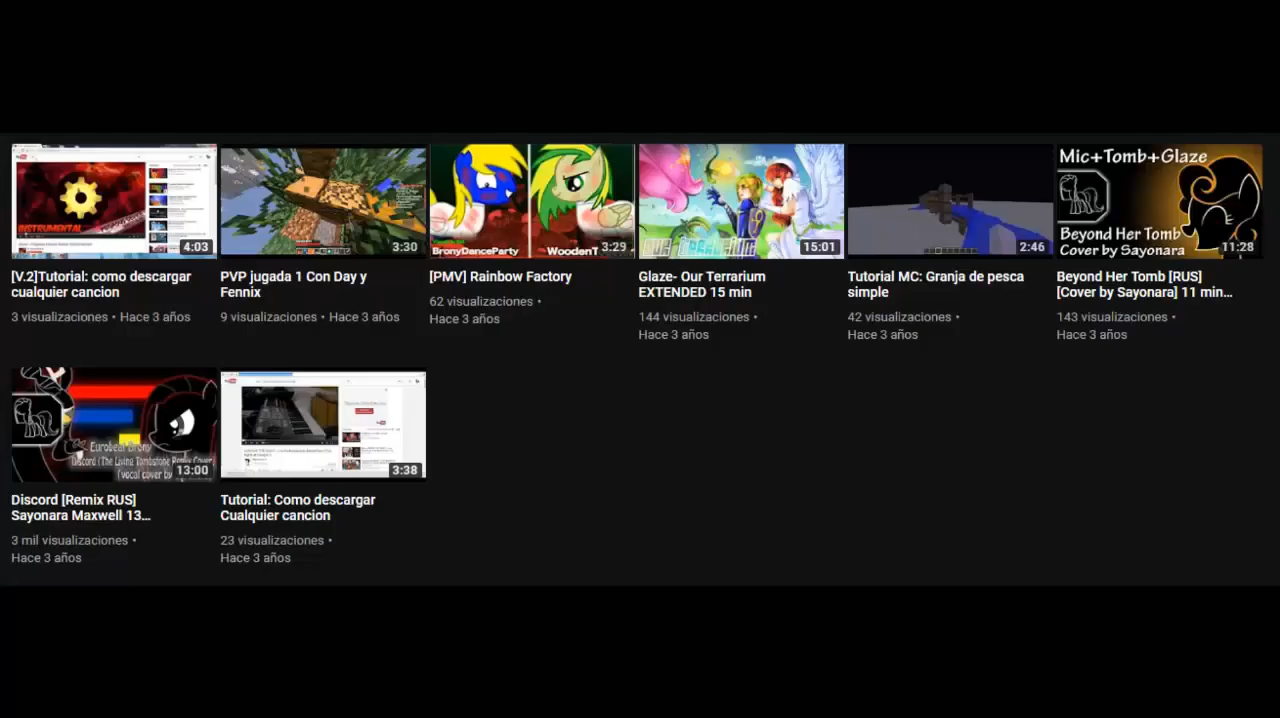 INSTRUMENTAL
4:03
[V.2]Tutorial: como descargar
cualquier cancion
3 visualizaciones • Hace 3 años
3:30
PVP jugada 1 Con Day y
Fennix
9 visualizaciones • Hace 3 años
BronyDanceParty
WoodenT
3:29
[PMV] Rainbow Factory
62 visualizaciones •
Hace 3 años
15:01
Glaze- Our Terrarium
EXTENDED 15 min
144 visualizaciones •
Hace 3 años
2:46
Tutorial MC: Granja de pesca
simple
42 visualizaciones •
Hace 3 años
Mic+Tomb+Glaze
Beyond Her Tomb
Cover by Sayonara
11:28
Beyond Her Tomb [RUS]
[Cover by Sayonara] 11 min...
143 visualizaciones •
Hace 3 años
Eurobeat Brony
Discord (The Living Tombstone Remix Cover)
(vocal cover by
13:00
Discord [Remix RUS]
Sayonara Maxwell 13...
3 mil visualizaciones •
Hace 3 años
3:38
Tutorial: Como descargar
Cualquier cancion
23 visualizaciones •
Hace 3 años